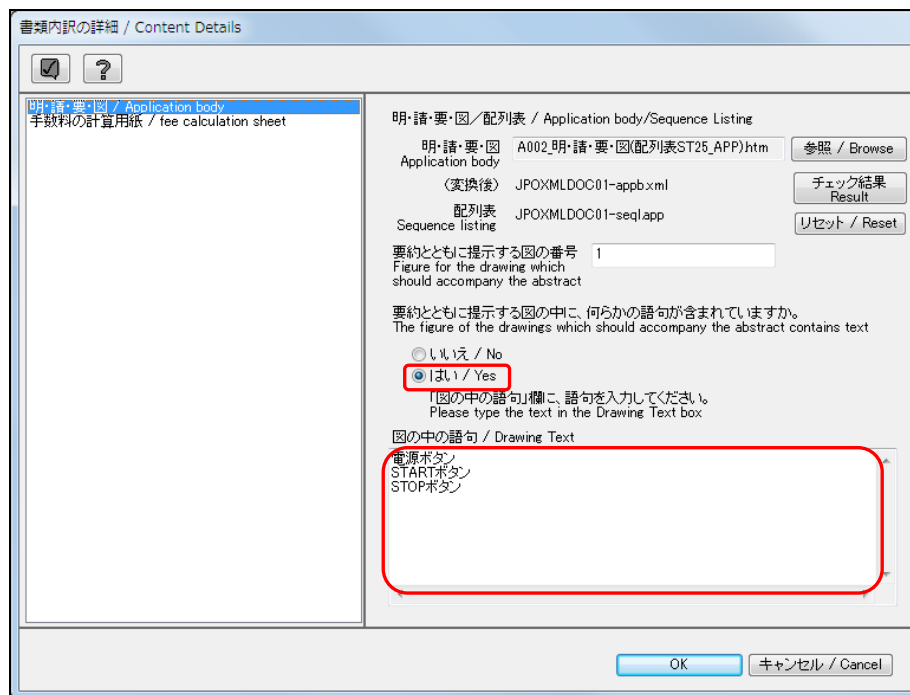 書類内訳の詳細 / Content Details
?
明・請・要・図 / Application body
手数料の計算用紙 / fee calculation sheet
明・請・要・図／配列表 / Application body/Sequence Listing
明・請・要・図
Application body
A002_明・請・要・図(配列表ST25_APP).htm
参照 / Browse
（変換後）
JPOXMLDOC01-appb.xml
チェック結果
Result
配列表
Sequence listing
JPOXMLDOC01-seql.app
リセット / Reset
要約とともに提示する図の番号
Figure for the drawing which
should accompany the abstract
1
要約とともに提示する図の中に、何らかの語句が含まれていますか。
The figure of the drawings which should accompany the abstract contains text
いいえ / No
はい / Yes
「図の中の語句」欄に、語句を入力してください。
Please type the text in the Drawing Text box
図の中の語句 / Drawing Text
電源ボタン
STARTボタン
STOPボタン
OK
キャンセル / Cancel